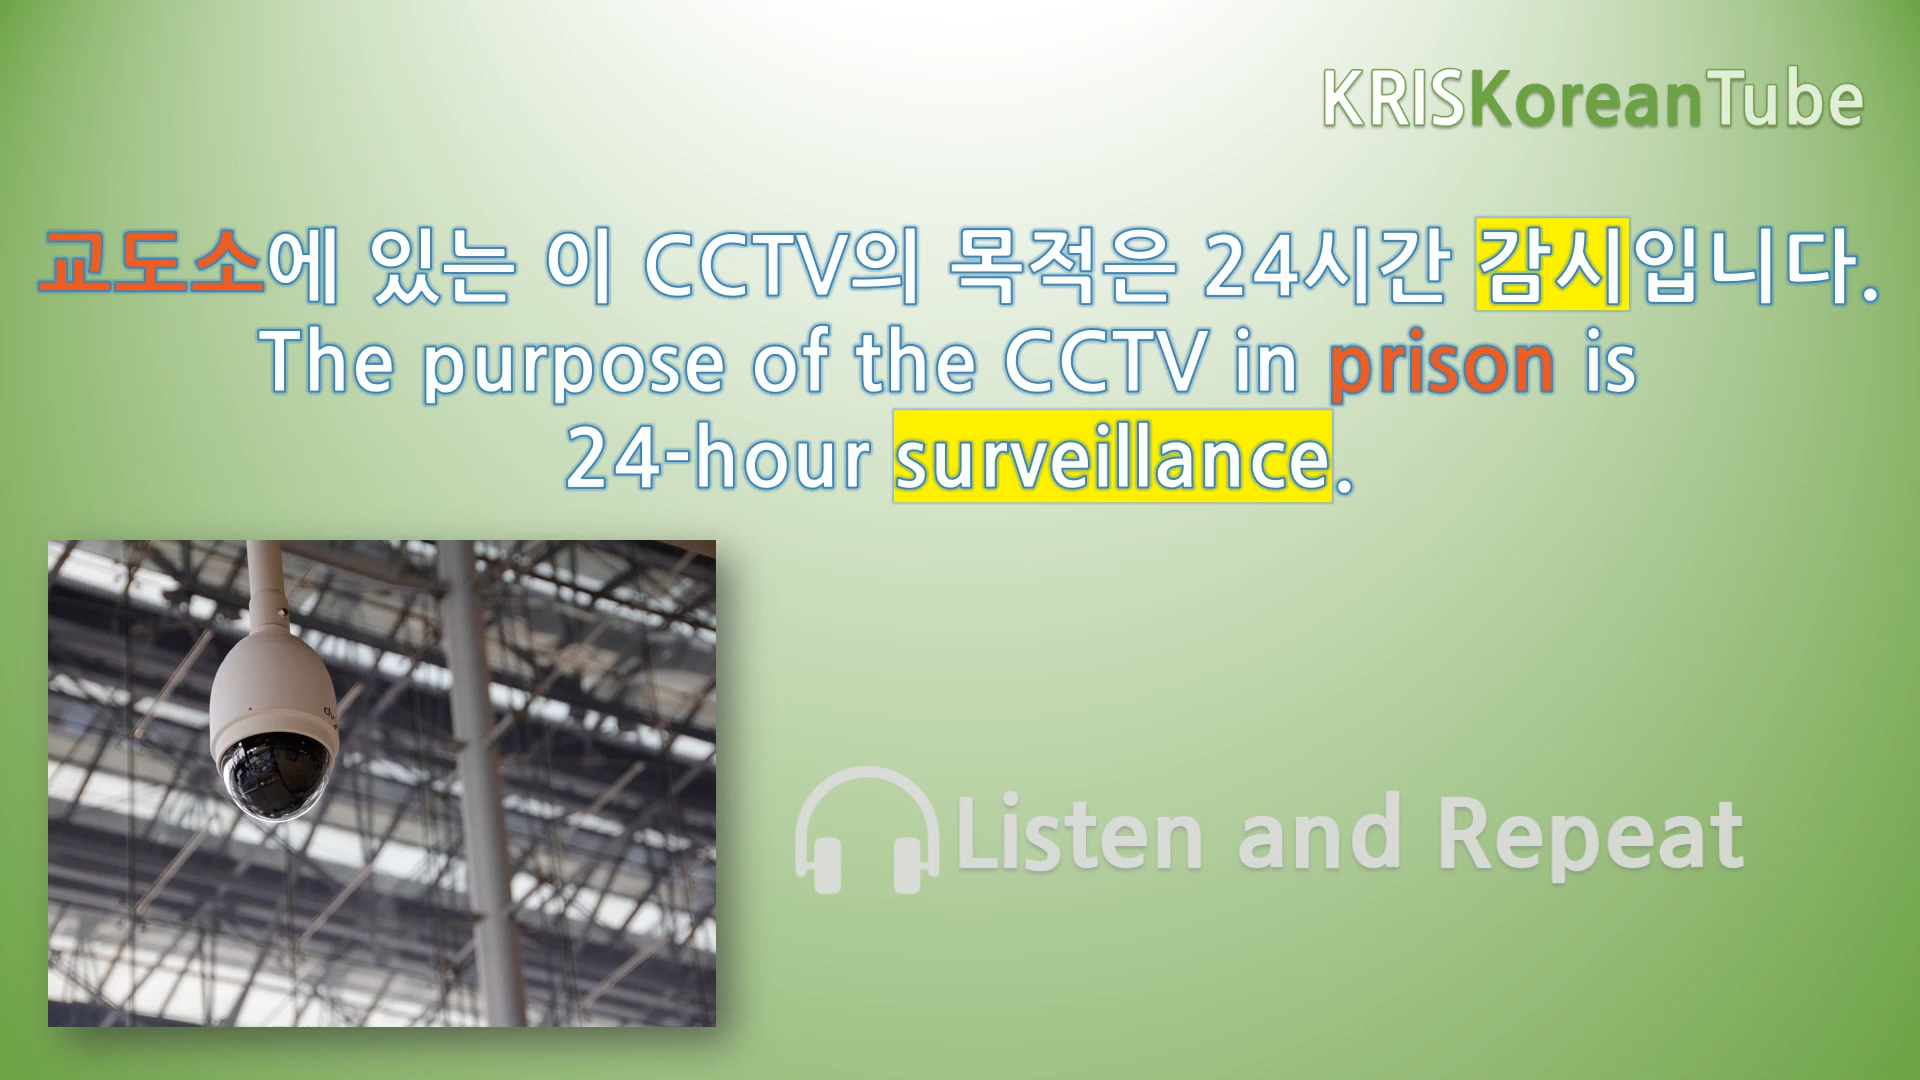 KRISKoreanTube
교도소에 있는 이 CCTV의 목적은 24시간 감시입니다.
The purpose of the CCTV in prison is
24-hour surveillance.
Listen and Repeat